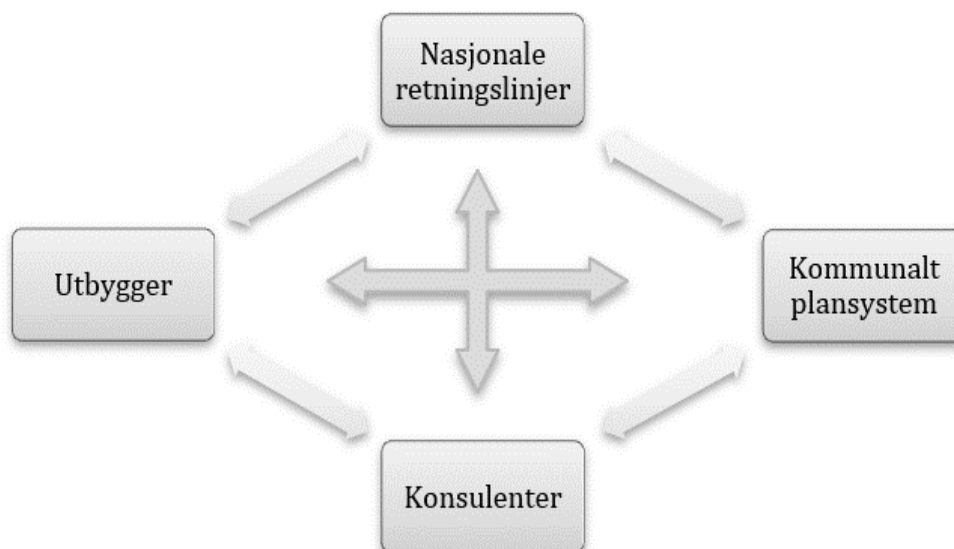 Nasjonale
retningslinjer
Utbygger
Kommunalt
plansystem
Konsulenter